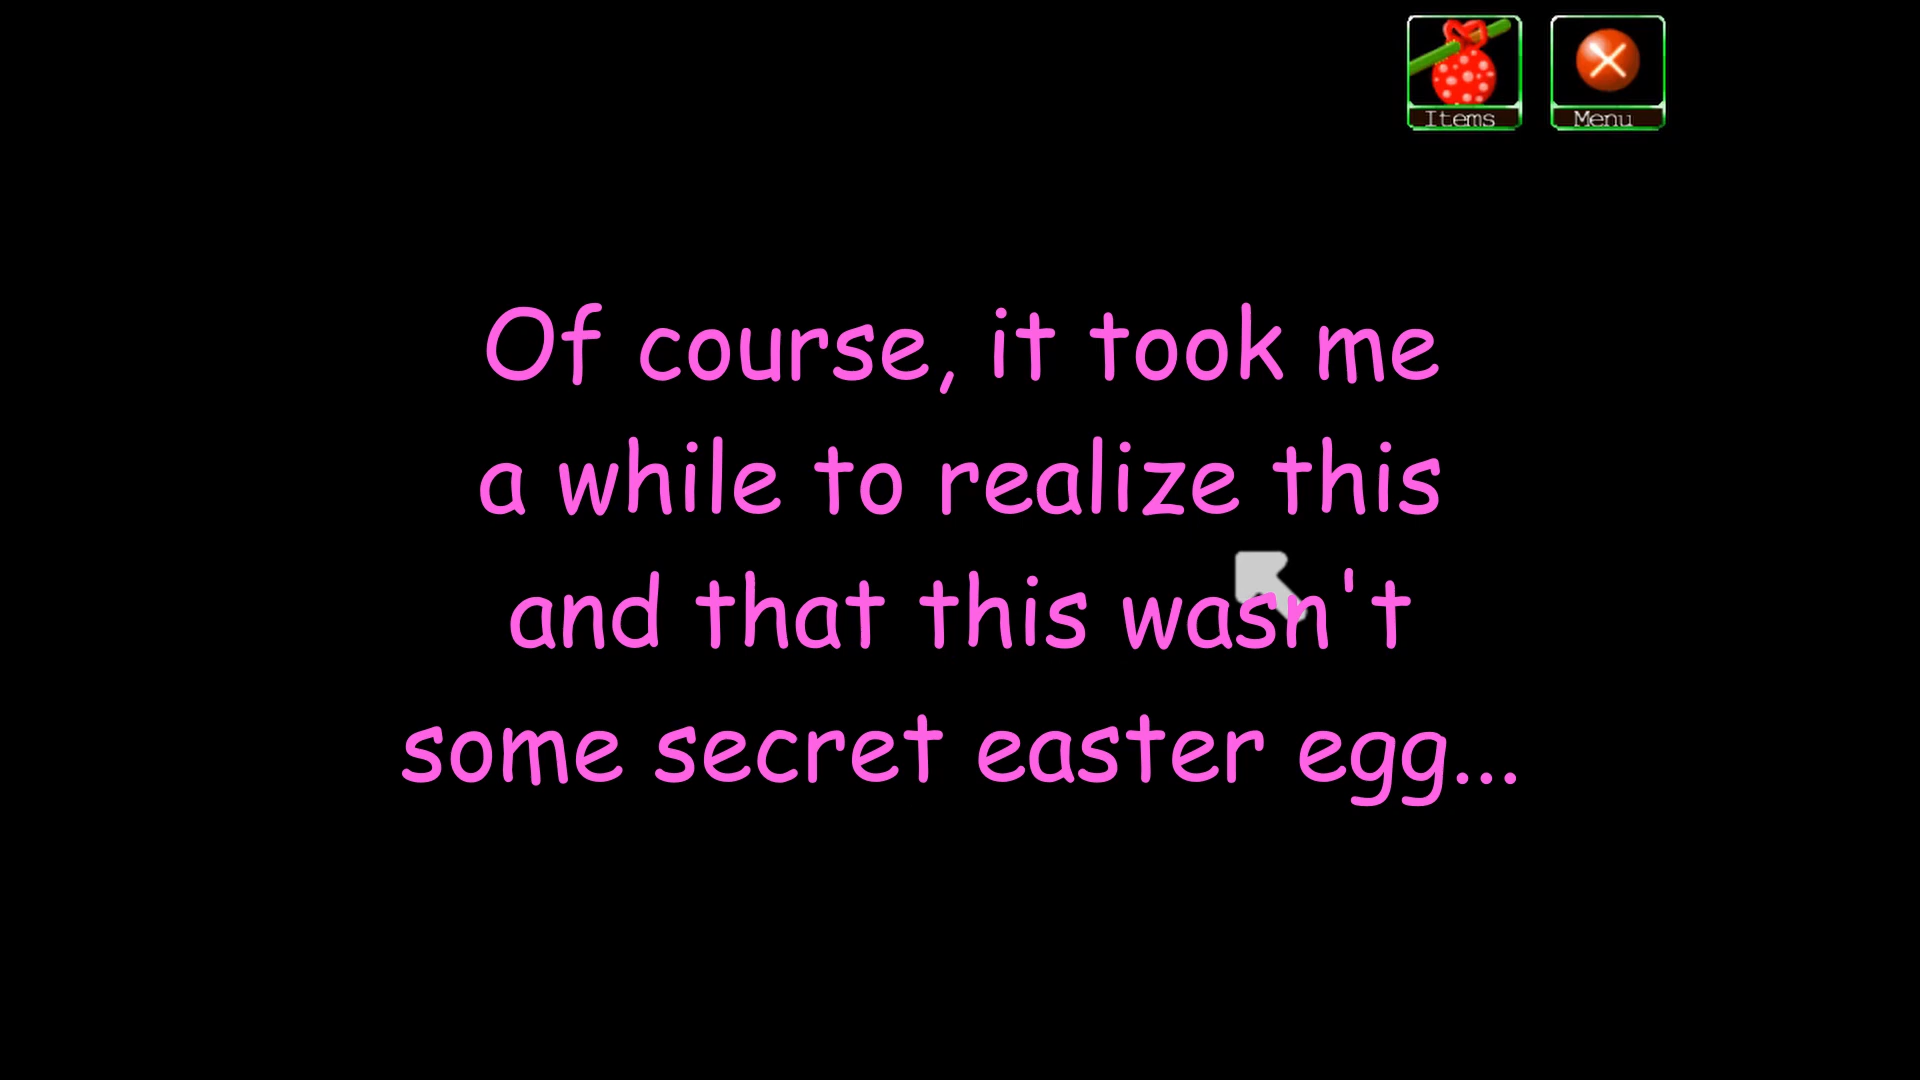 Items Menu
Of course, it took me
a while to realize this
and that this wasn't
some secret easter egg...